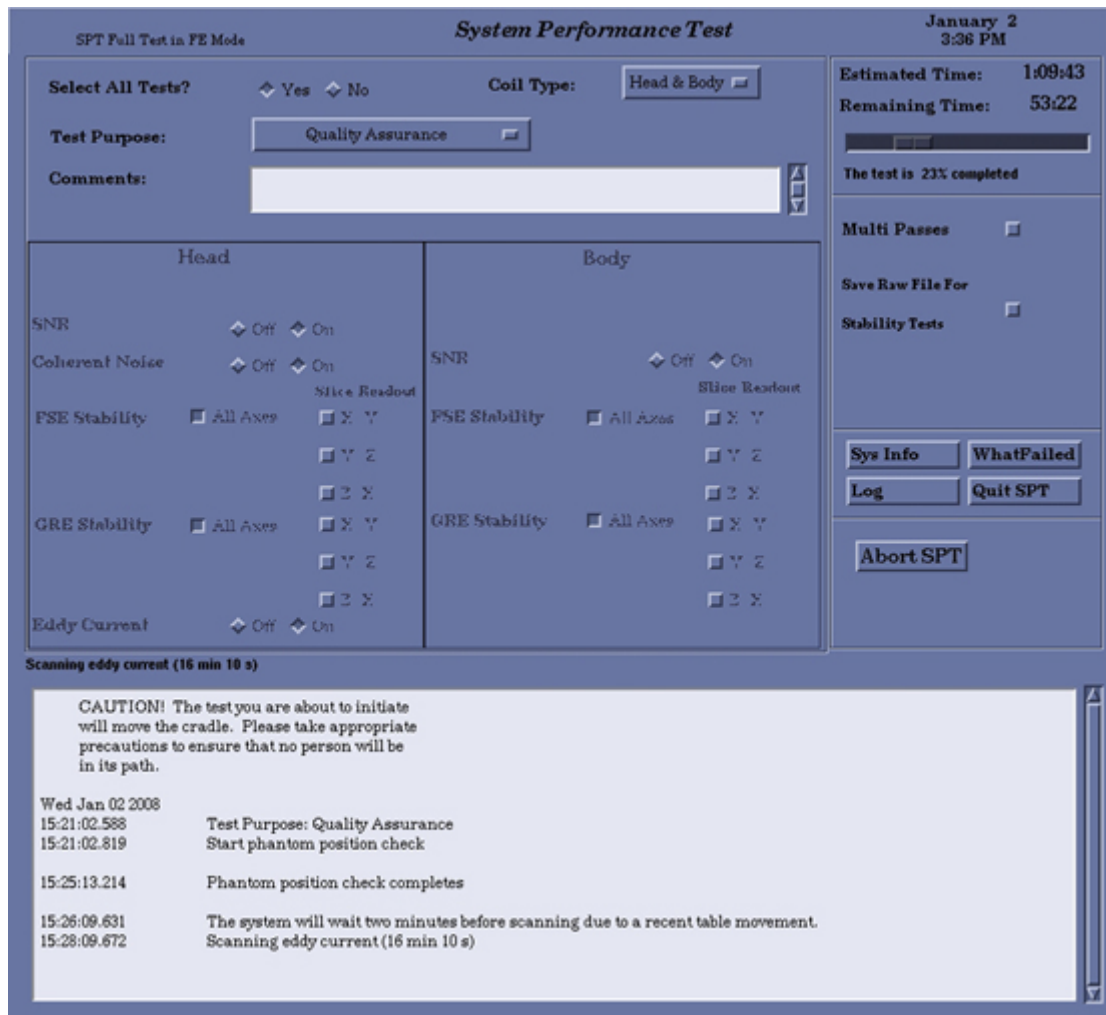 SPT Full Test in FE Mode
System Performance Test
January 2
3:36 PM
Select All Tests? Yes No
Coil Type: Head & Body
Test Purpose: Quality Assurance
Comments:
Estimated Time: 1:09:43
Remaining Time: 53:22
The test is 23% completed
Multi Passes
Save Raw File For
Stability Tests
Sys Info WhatFailed
Log Quit SPT
Abort SPT
Head
SNR Off On
Coherent Noise Off On
Slice Readout
FSE Stability All Axes X Y
Y Z
Z X
GRE Stability All Axes X Y
Y Z
Z X
Eddy Current Off On
Body
SNR Off On
Slice Readout
FSE Stability All Axes X Y
Y Z
Z X
GRE Stability All Axes X Y
Y Z
Z X
Scanning eddy current (16 min 10 s)
CAUTION! The test you are about to initiate
will move the cradle. Please take appropriate
precautions to ensure that no person will be
in its path.
Wed Jan 02 2008
15:21:02.588 Test Purpose: Quality Assurance
15:21:02.819 Start phantom position check
15:25:13.214 Phantom position check completes
15:26:09.631 The system will wait two minutes before scanning due to a recent table movement.
15:28:09.672 Scanning eddy current (16 min 10 s)